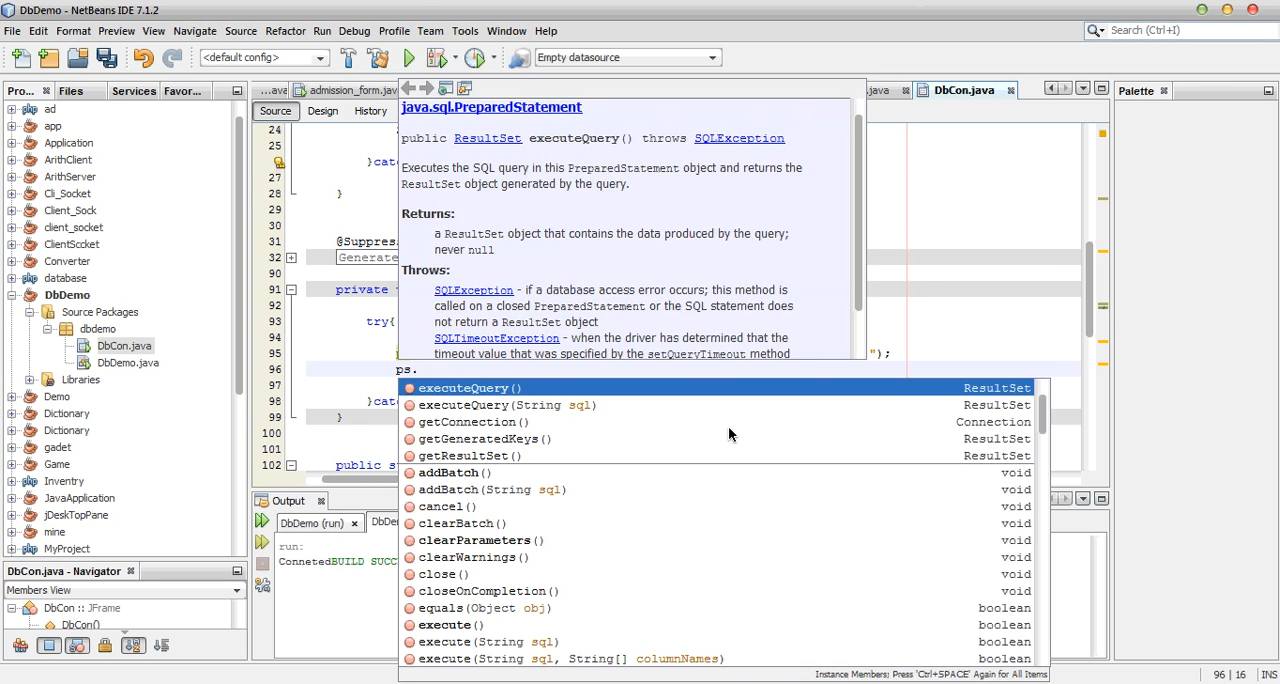 DbDemo - NetBeans IDE 7.1.2
File Edit Format Preview View Navigate Source Refactor Run Debug Profile Team Tools Window Help
Search (Ctrl+I)
<default config>
Empty datasource
Pro... Files Services Favor...
...ava admission_form.jav
.java DbCon.java
Palette
Source Design History
ad
app
Application
ArithClient
ArithServer
Cli_Socket
Client_Sock
client_socket
ClientSccket
Converter
database
DbDemo
Source Packages
dbdemo
DbCon.java
DbDemo.java
Libraries
Demo
Dictionary
Dictionary
gadet
Game
Inventry
JavaApplication
jDeskTopPane
mine
MyProject
DbCon.java - Navigator
Members View
DbCon :: JFrame
DbCon()
24
25
}catc
27
28 }
29
30
31 @Suppres
32 Generate
90
91 private
92
93 try{
94
95 ");
96 ps.
97
98 }catc
99 }
100
101
102 public s
java.sql.PreparedStatement
public ResultSet executeQuery() throws SQLException
Executes the SQL query in this PreparedStatement object and returns the
ResultSet object generated by the query.
Returns:
a ResultSet object that contains the data produced by the query;
never null
Throws:
SQLException - if a database access error occurs; this method is
called on a closed PreparedStatement or the SQL statement does
not return a ResultSet object
SQLTimeoutException - when the driver has determined that the
timeout value that was specified by the setQueryTimeout method
executeQuery() ResultSet
executeQuery(String sql) ResultSet
getConnection() Connection
getGeneratedKeys() ResultSet
getResultSet() ResultSet
addBatch() void
addBatch(String sql) void
cancel() void
clearBatch() void
clearParameters() void
clearWarnings() void
close() void
closeOnCompletion() void
equals(Object obj) boolean
execute() boolean
execute(String sql) boolean
execute(String sql, String[] columnNames) boolean
Instance Members; Press 'Ctrl+SPACE' Again for All Items
Output
DbDemo (run) DbDe
run:
ConnetedBUILD SUCC
96 | 16 INS